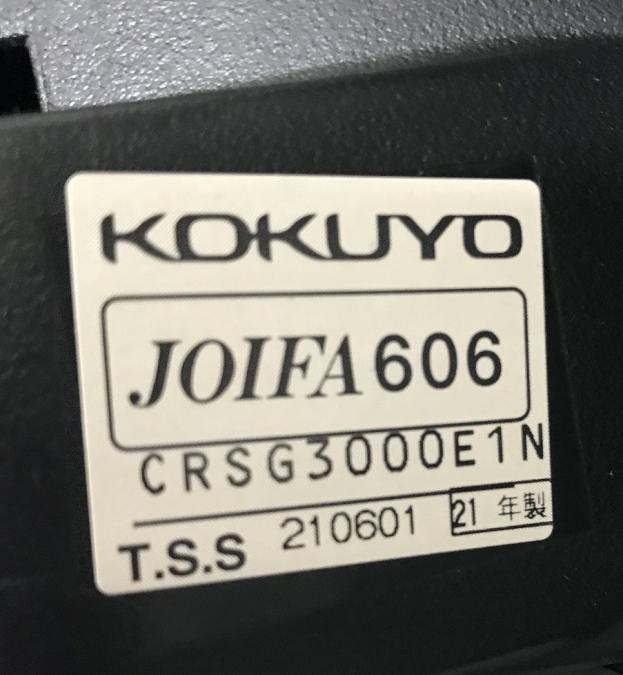 KOKUYO
JOIFA606
CRSG3000E1N
T.S.S 210601 21 年製